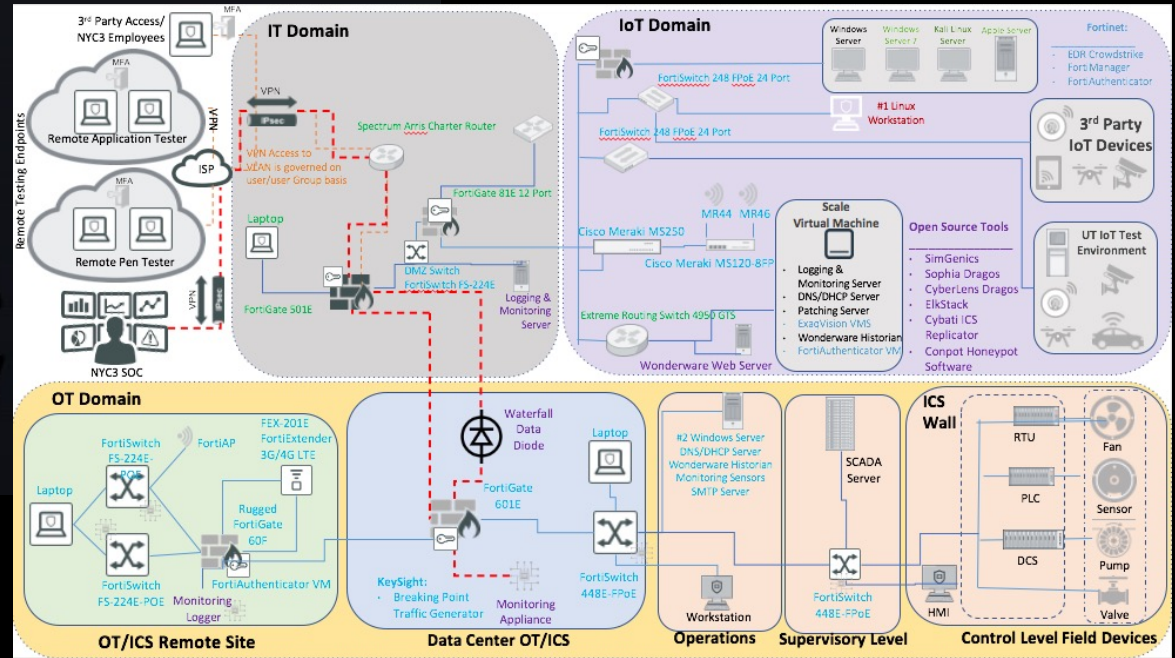 3rd Party Access/
NYC3 Employees
MFA
Remote Testing Endpoints
MFA
Remote Application Tester
VPN
ISP
MFA
Remote Pen Tester
VPN
IPsec
NYC3 SOC
IT Domain
VPN
IPsec
Spectrum Arris Charter Router
VPN Access to
VLAN is governed on
user/user Group basis
FortiGate 81E 12 Port
Laptop
DMZ Switch
FortiSwitch FS-224E
FortiGate 501E
Logging &
Monitoring
Server
IoT Domain
Windows
Server
Windows
Server 7
Kali Linux
Server
Apple Server
Fortinet:
- EDR Crowdstrike
- FortiManager
- FortiAuthenticator
FortiSwitch 248 FPoE 24 Port
#1 Linux
Workstation
FortiSwitch 248 FPoE 24 Port
3rd Party
IoT Devices
MR44 MR46
Cisco Meraki MS250
Cisco Meraki MS120-8FP
Scale
Virtual Machine
• Logging &
Monitoring Server
• DNS/DHCP Server
• Patching Server
• ExaqVision VMS
• Wonderware Historian
• FortiAuthenticator VM
Open Source Tools
• SimGenics
• Sophia Dragos
• CyberLens Dragos
• ElkStack
• Cybati ICS
Replicator
• Conpot Honeypot
Software
UT IoT Test
Environment
Extreme Routing Switch 4950 GTS
Wonderware Web Server
OT Domain
FortiSwitch
FS-224E-
POE
FortiAP
FEX-201E
FortiExtender
3G/4G LTE
Laptop
Rugged
FortiGate
60F
FortiSwitch
FS-224E-POE
FortiAuthenticator VM
Monitoring
Logger
OT/ICS Remote Site
Waterfall
Data
Diode
Laptop
FortiGate
601E
KeySight:
• Breaking Point
Traffic Generator
Monitoring
Appliance
FortiSwitch
448E-FPoE
Data Center OT/ICS
#2 Windows Server
DNS/DHCP Server
Wonderware Historian
Monitoring Sensors
SMTP Server
Workstation
Operations
SCADA
Server
FortiSwitch
448E-FPoE
Supervisory Level
ICS
Wall
RTU
Fan
PLC
Sensor
DCS
Pump
HMI
Valve
Control Level Field Devices